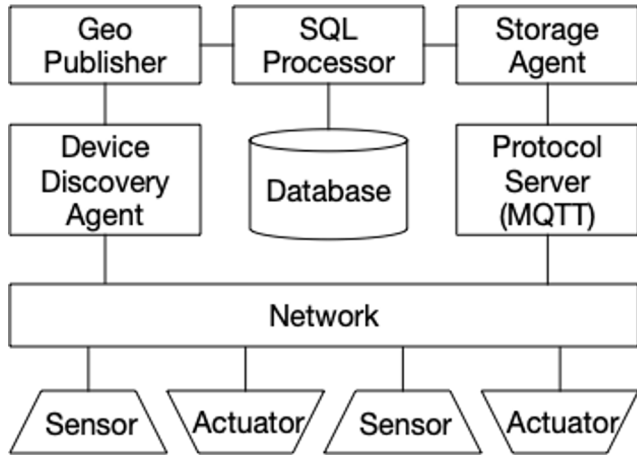 Geo
Publisher
SQL
Processor
Storage
Agent
Device
Discovery
Agent
Database
Protocol
Server
(MQTT)
Network
Sensor
Actuator
Sensor
Actuator